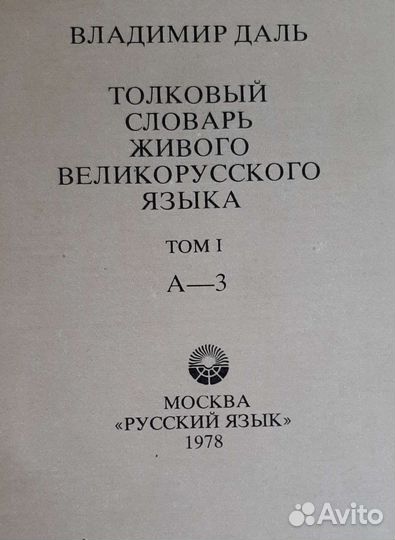 ВЛАДИМИР ДАЛЬ
ТОЛКОВЫЙ
СЛОВАРЬ
ЖИВОГО
ВЕЛИКОРУССКОГО
ЯЗЫКА
ТОМ I
А—З
МОСКВА
«РУССКИЙ ЯЗЫК»
1978
Avito